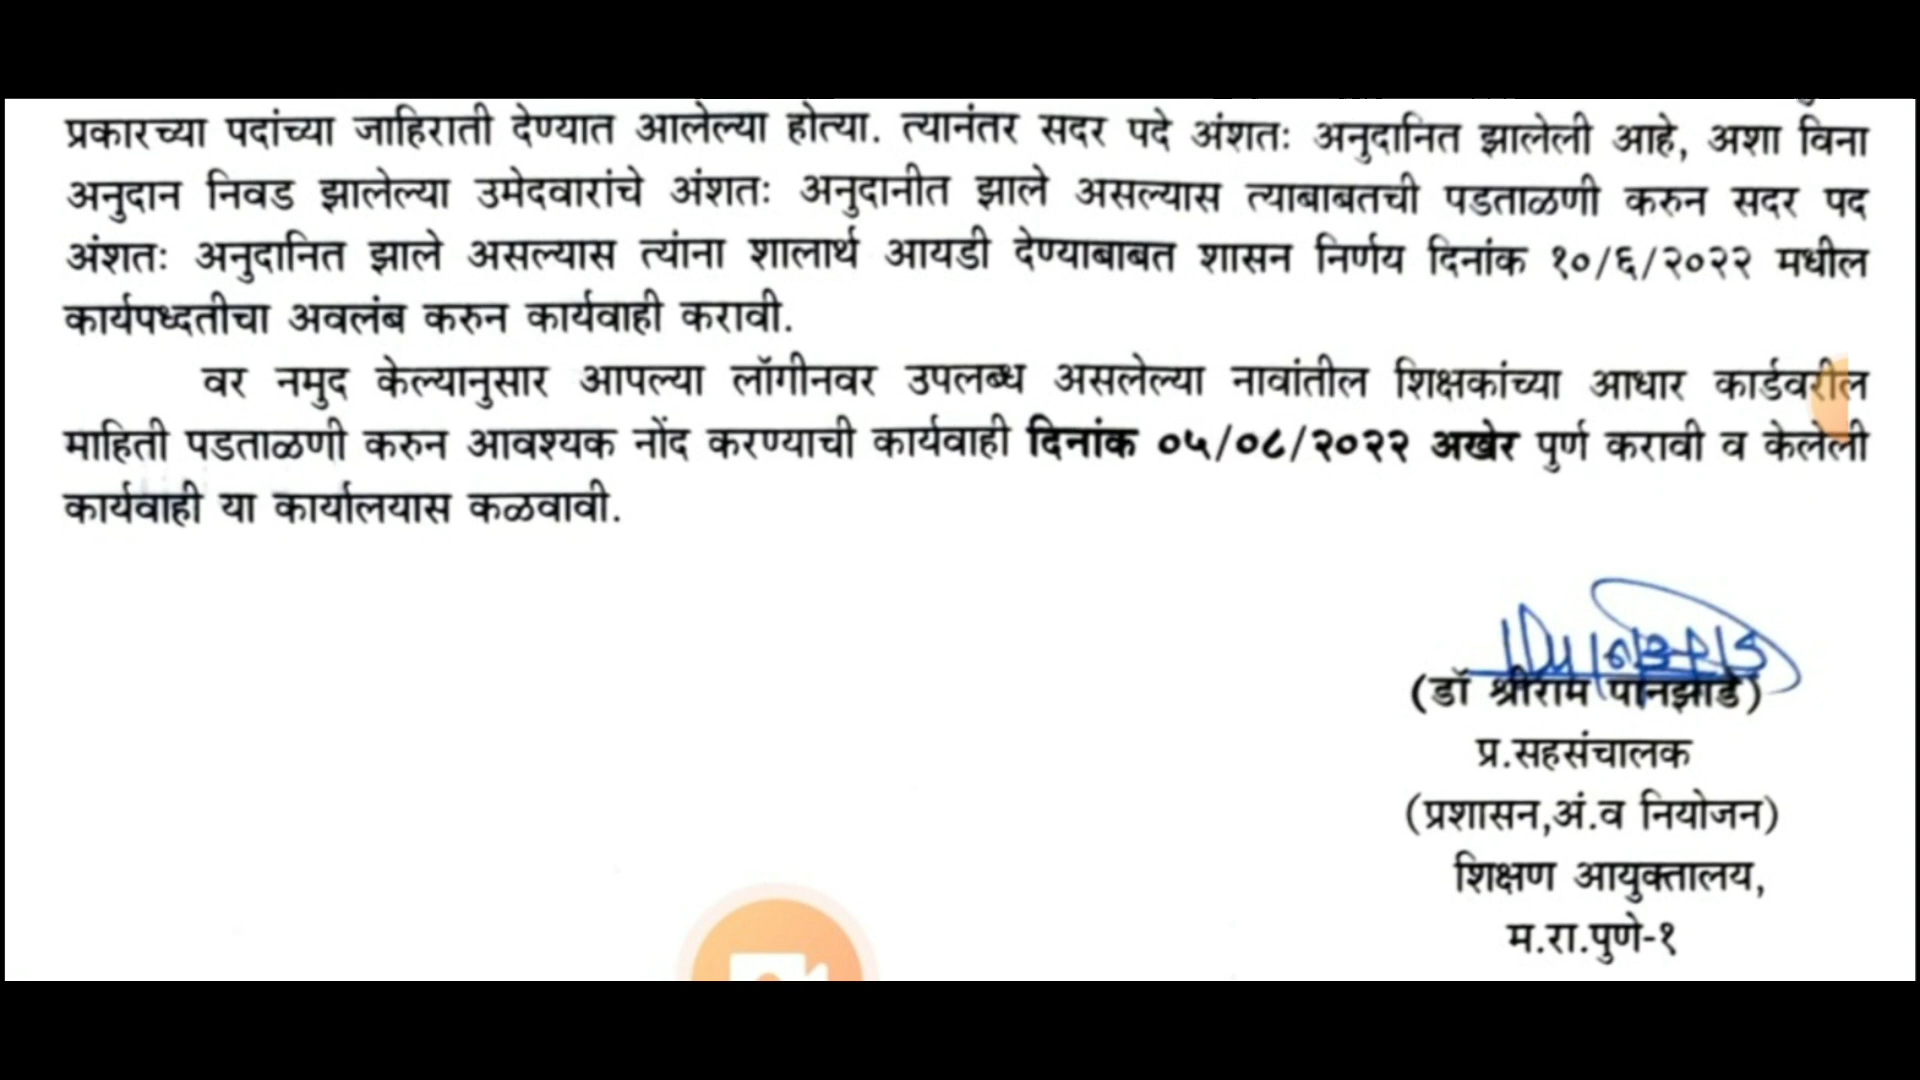 प्रकारच्या पदांच्या जाहिराती देण्यात आलेल्या होत्या. त्यानंतर सदर पदे अंशतः अनुदानित झालेली आहे, अशा विना
अनुदान निवड झालेल्या उमेदवारांचे अंशतः अनुदानीत झाले असल्यास त्याबाबतची पडताळणी करुन सदर पद
अंशतः अनुदानित झाले असल्यास त्यांना शालार्थ आयडी देण्याबाबत शासन निर्णय दिनांक १०/६/२०२२ मधील
कार्यपध्दतीचा अवलंब करुन कार्यवाही करावी.
वर नमुद केल्यानुसार आपल्या लॉगीनवर उपलब्ध असलेल्या नावांतील शिक्षकांच्या आधार कार्डवरील
माहिती पडताळणी करुन आवश्यक नोंद करण्याची कार्यवाही दिनांक ०५/०८/२०२२ अखेर पुर्ण करावी व केलेली
कार्यवाही या कार्यालयास कळवावी.
(डॉ श्रीराम पानझाडे)
प्र.सहसंचालक
(प्रशासन,अं.व नियोजन)
शिक्षण आयुक्तालय,
म.रा.पुणे-१